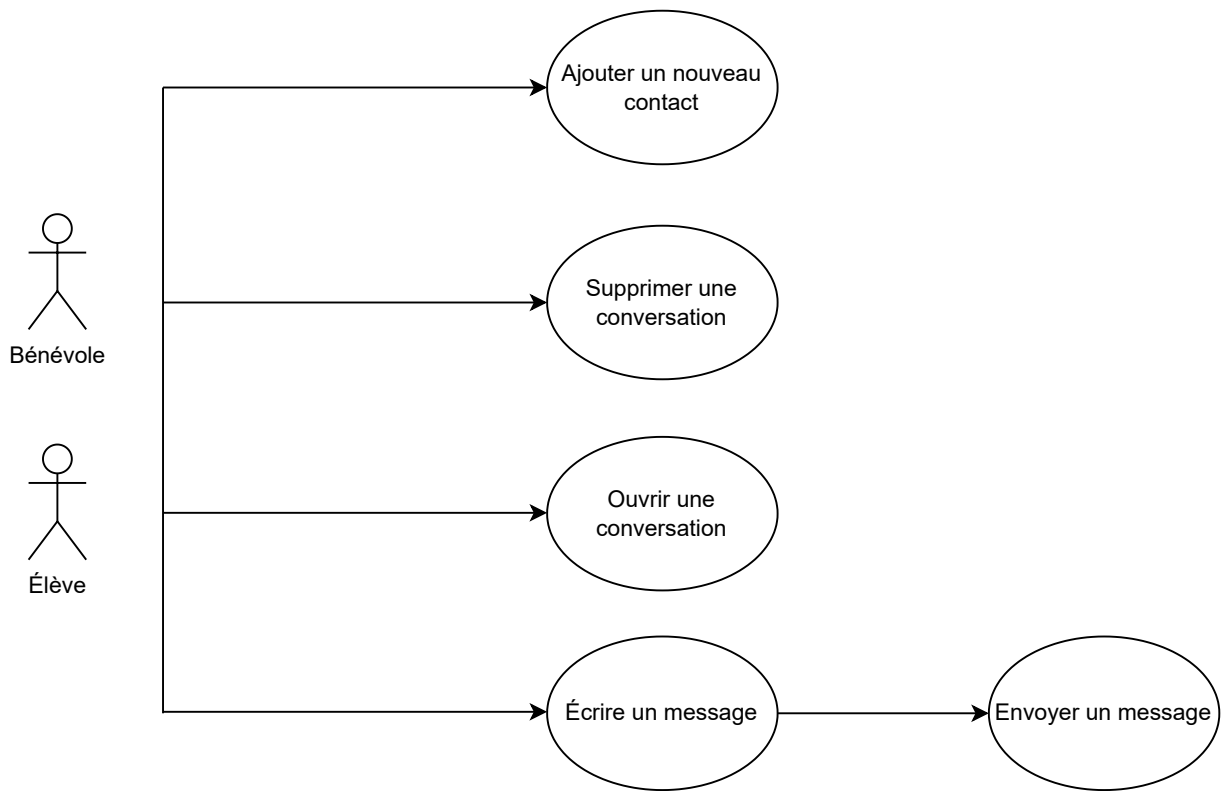 Ajouter un nouveau
contact
Supprimer une
conversation
Bénévole
Ouvrir une
conversation
Élève
Écrire un message
Envoyer un message